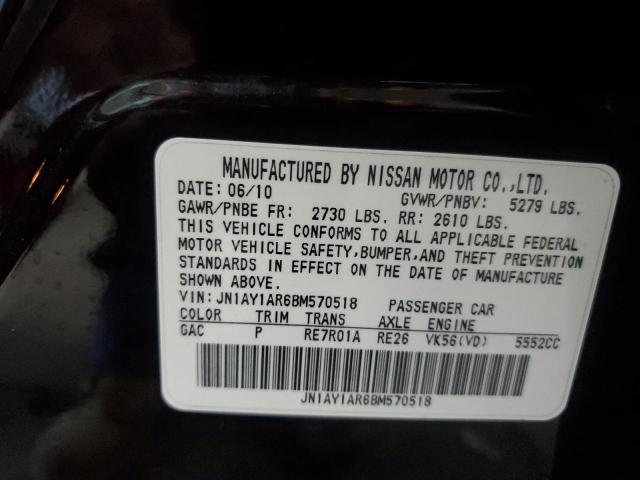 MANUFACTURED BY NISSAN MOTOR CO.,LTD.
DATE: 06/10 GVWR/PNBV: 5279 LBS.
GAWR/PNBE FR: 2730 LBS. RR: 2610 LBS.
THIS VEHICLE CONFORMS TO ALL APPLICABLE FEDERAL
MOTOR VEHICLE SAFETY,BUMPER,AND THEFT PREVENTION
STANDARDS IN EFFECT ON THE DATE OF MANUFACTURE
SHOWN ABOVE.
VIN: JN1AY1AR6BM570518 PASSENGER CAR
COLOR TRIM TRANS AXLE ENGINE
GAC P RE7R01A RE26 VK56(VD) 5552CC
JN1AY1AR6BM570518